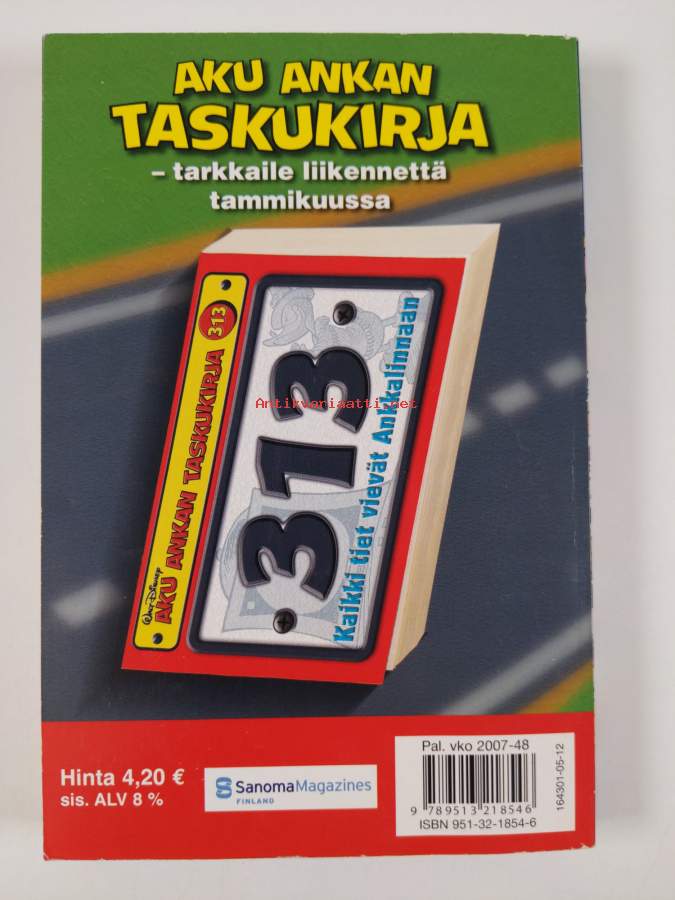 AKU ANKAN
TASKUKIRJA
– tarkkaile liikennettä
tammikuussa
WALT DISNEY
AKU ANKAN TASKUKIRJA 313
313
Kaikki tiet vievät Ankkalinnaan
Antikvariaatti.net
Hinta 4,20 €
sis. ALV 8 %
SanomaMagazines
FINLAND
Pal. vko 2007-48
9 789513 218546
ISBN 951-32-1854-6
164301-05-12